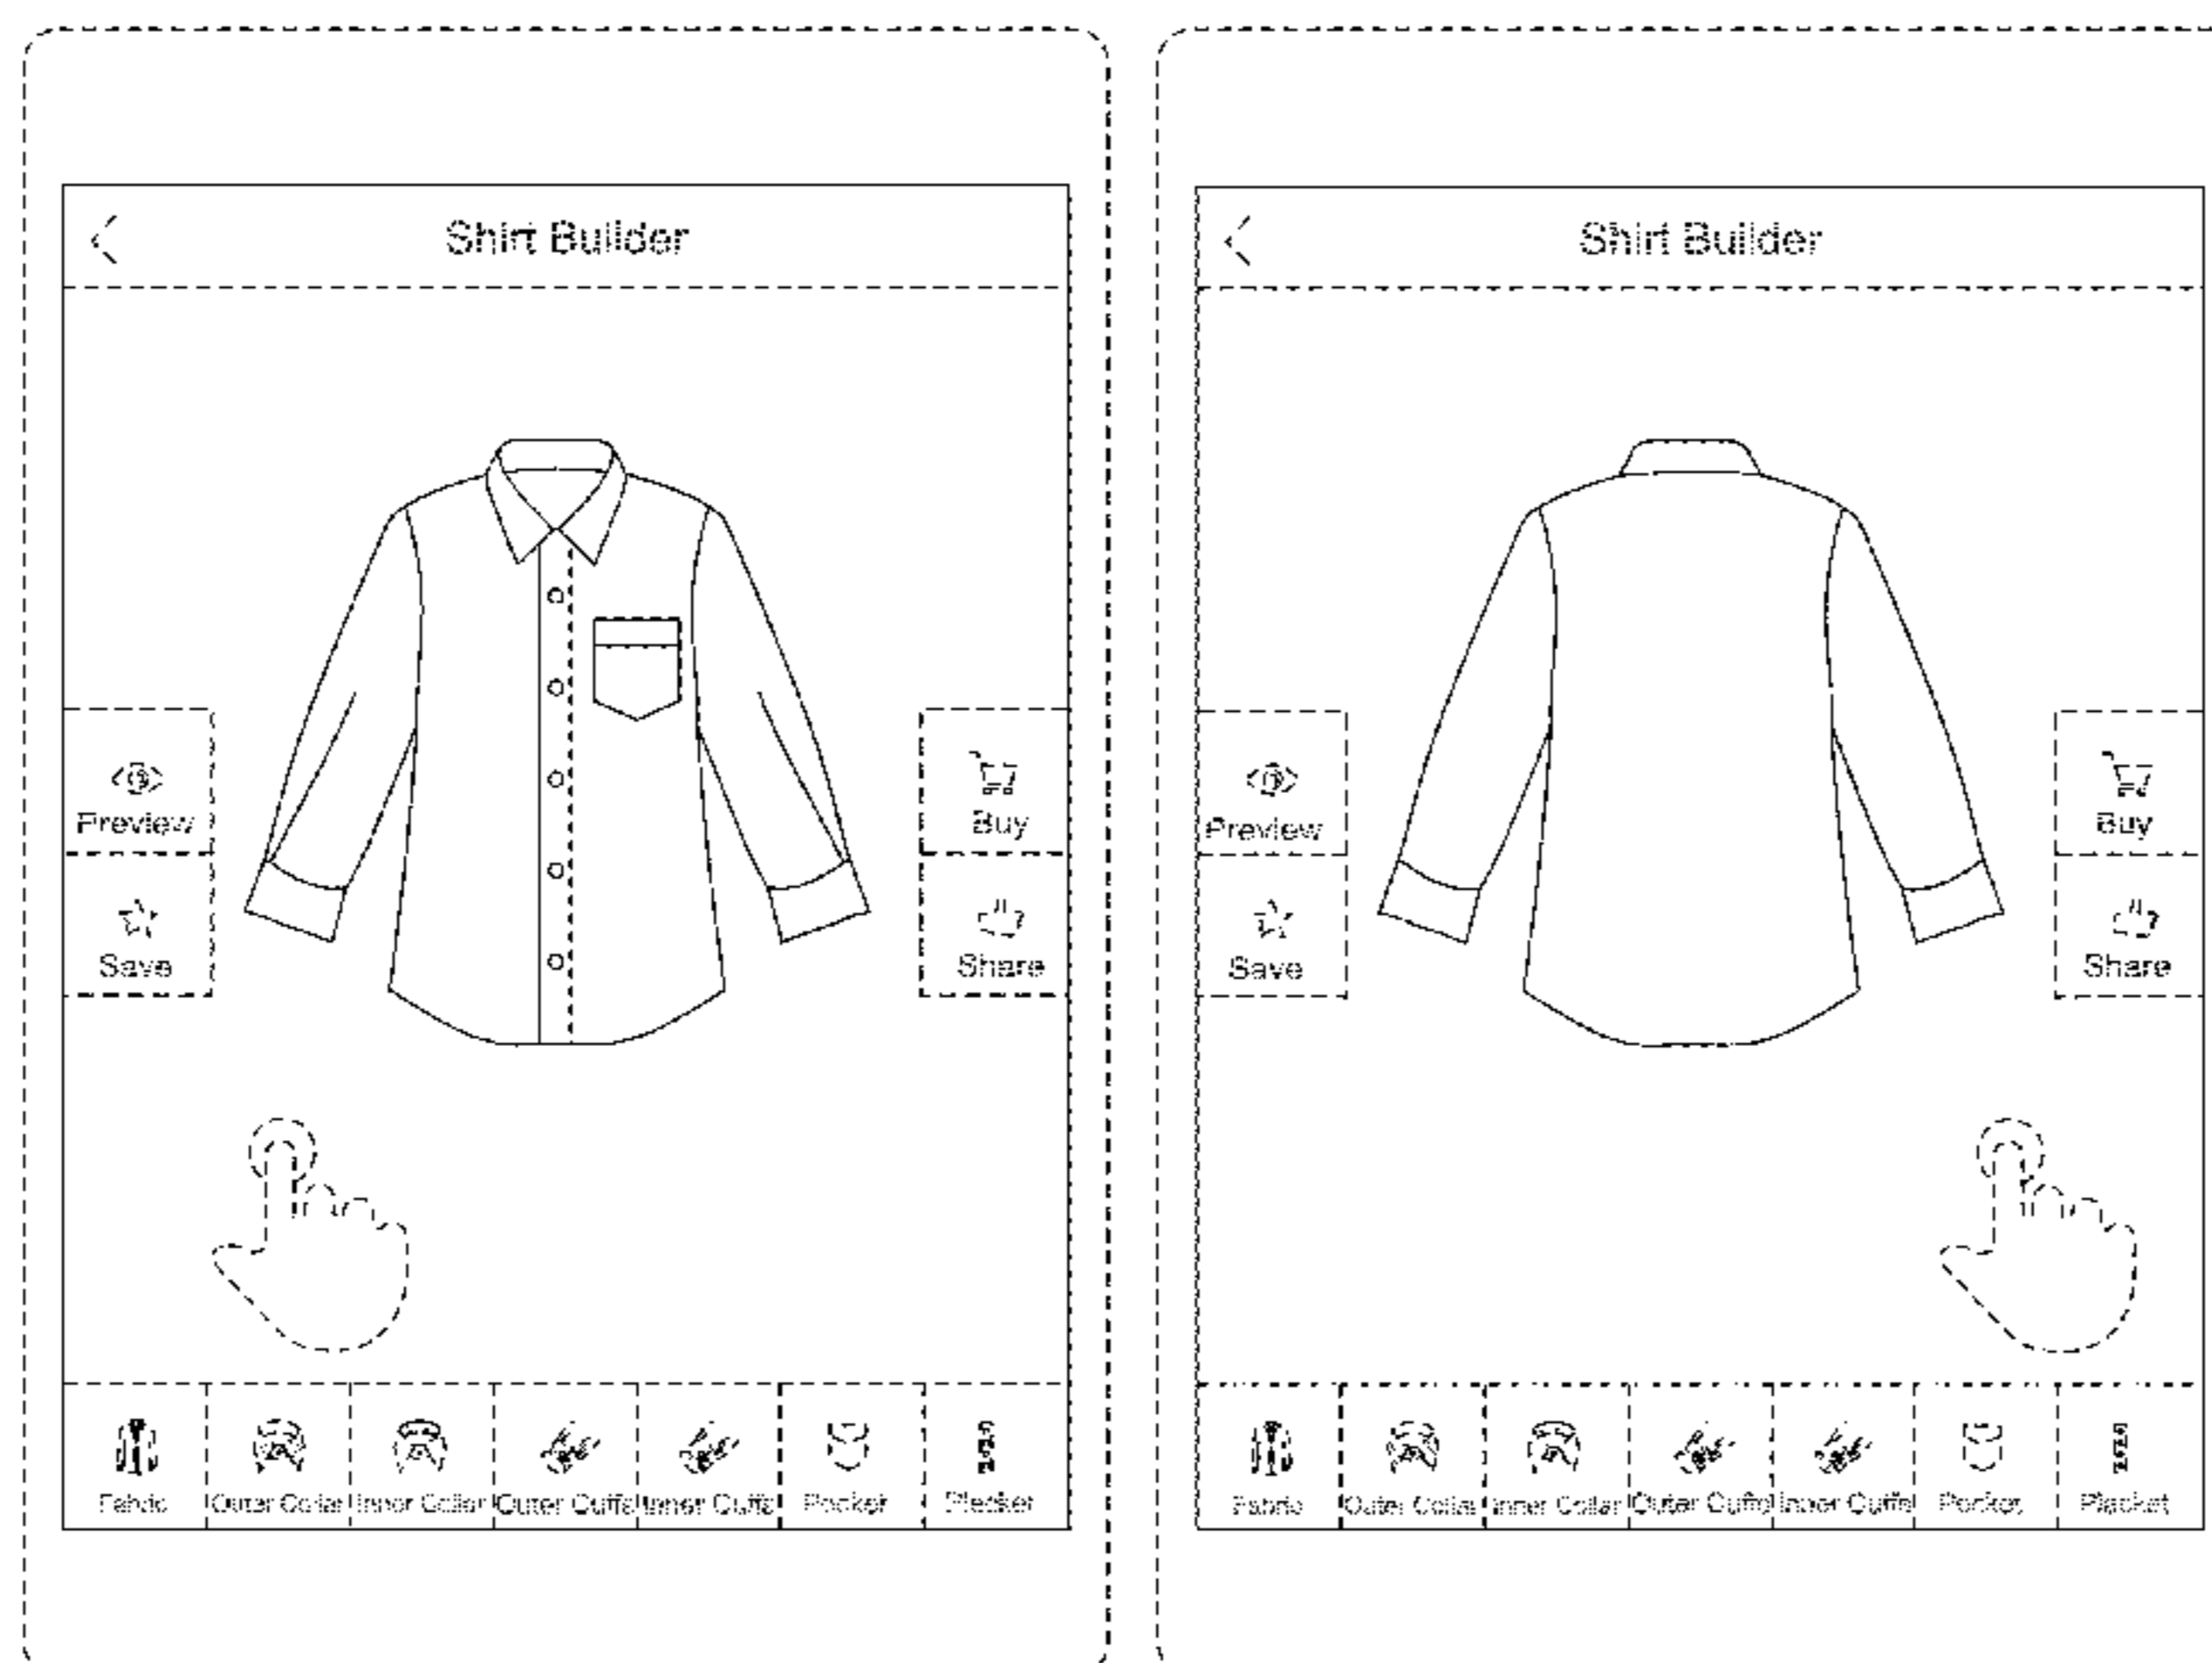 Shirt Builder
Preview
Save
Buy
Share
Fabric
Outer Collar
Inner Collar
Outer Cuffs
Inner Cuffs
Pocket
Placket
Shirt Builder
Preview
Save
Buy
Share
Fabric
Outer Collar
Inner Collar
Outer Cuffs
Inner Cuffs
Pocket
Placket